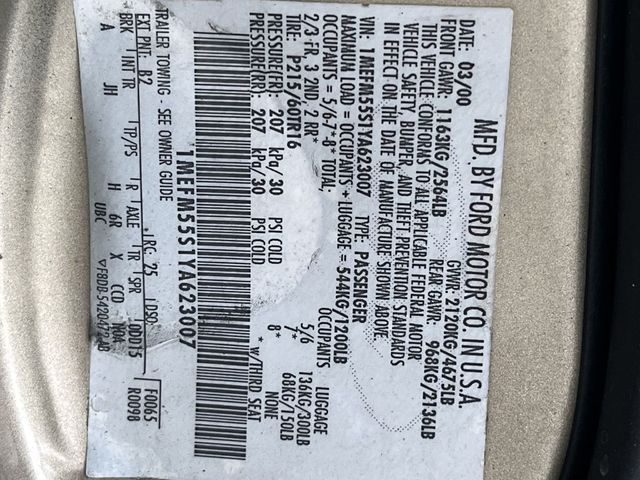 MFD. BY FORD MOTOR CO. IN U.S.A.
DATE: 03/00 GVWR: 2120KG/4675LB
FRONT GAWR: 1163KG/2564LB REAR GAWR: 968KG/2136LB
THIS VEHICLE CONFORMS TO ALL APPLICABLE FEDERAL MOTOR
VEHICLE SAFETY, BUMPER, AND THEFT PREVENTION STANDARDS
IN EFFECT ON THE DATE OF MANUFACTURE SHOWN ABOVE.
VIN: 1MEFM55S1YA623007 TYPE: PASSENGER
MAXIMUM LOAD = OCCUPANTS + LUGGAGE = 544KG/1200LB
OCCUPANTS = 5/6-7*-8* TOTAL, OCCUPANTS LUGGAGE
2/3 FR, 3 2ND, 2 RR* 5/6 136KG/300LB
TIRE: P215/60TR16 7* 68KG/150LB
PRESSURE(FR): 207 kPa/30 PSI COLD 8* NONE
PRESSURE(RR): 207 kPa/30 PSI COLD *W/THIRD SEAT
1MEFM55S1YA623007
TRAILER TOWING - SEE OWNER GUIDE
EXT PNT: B2 RC: 25 DSO: F0065
BRK INT TR TP/PS R AXLE TR SPR R0098
A JH H 6R X CC
UBC